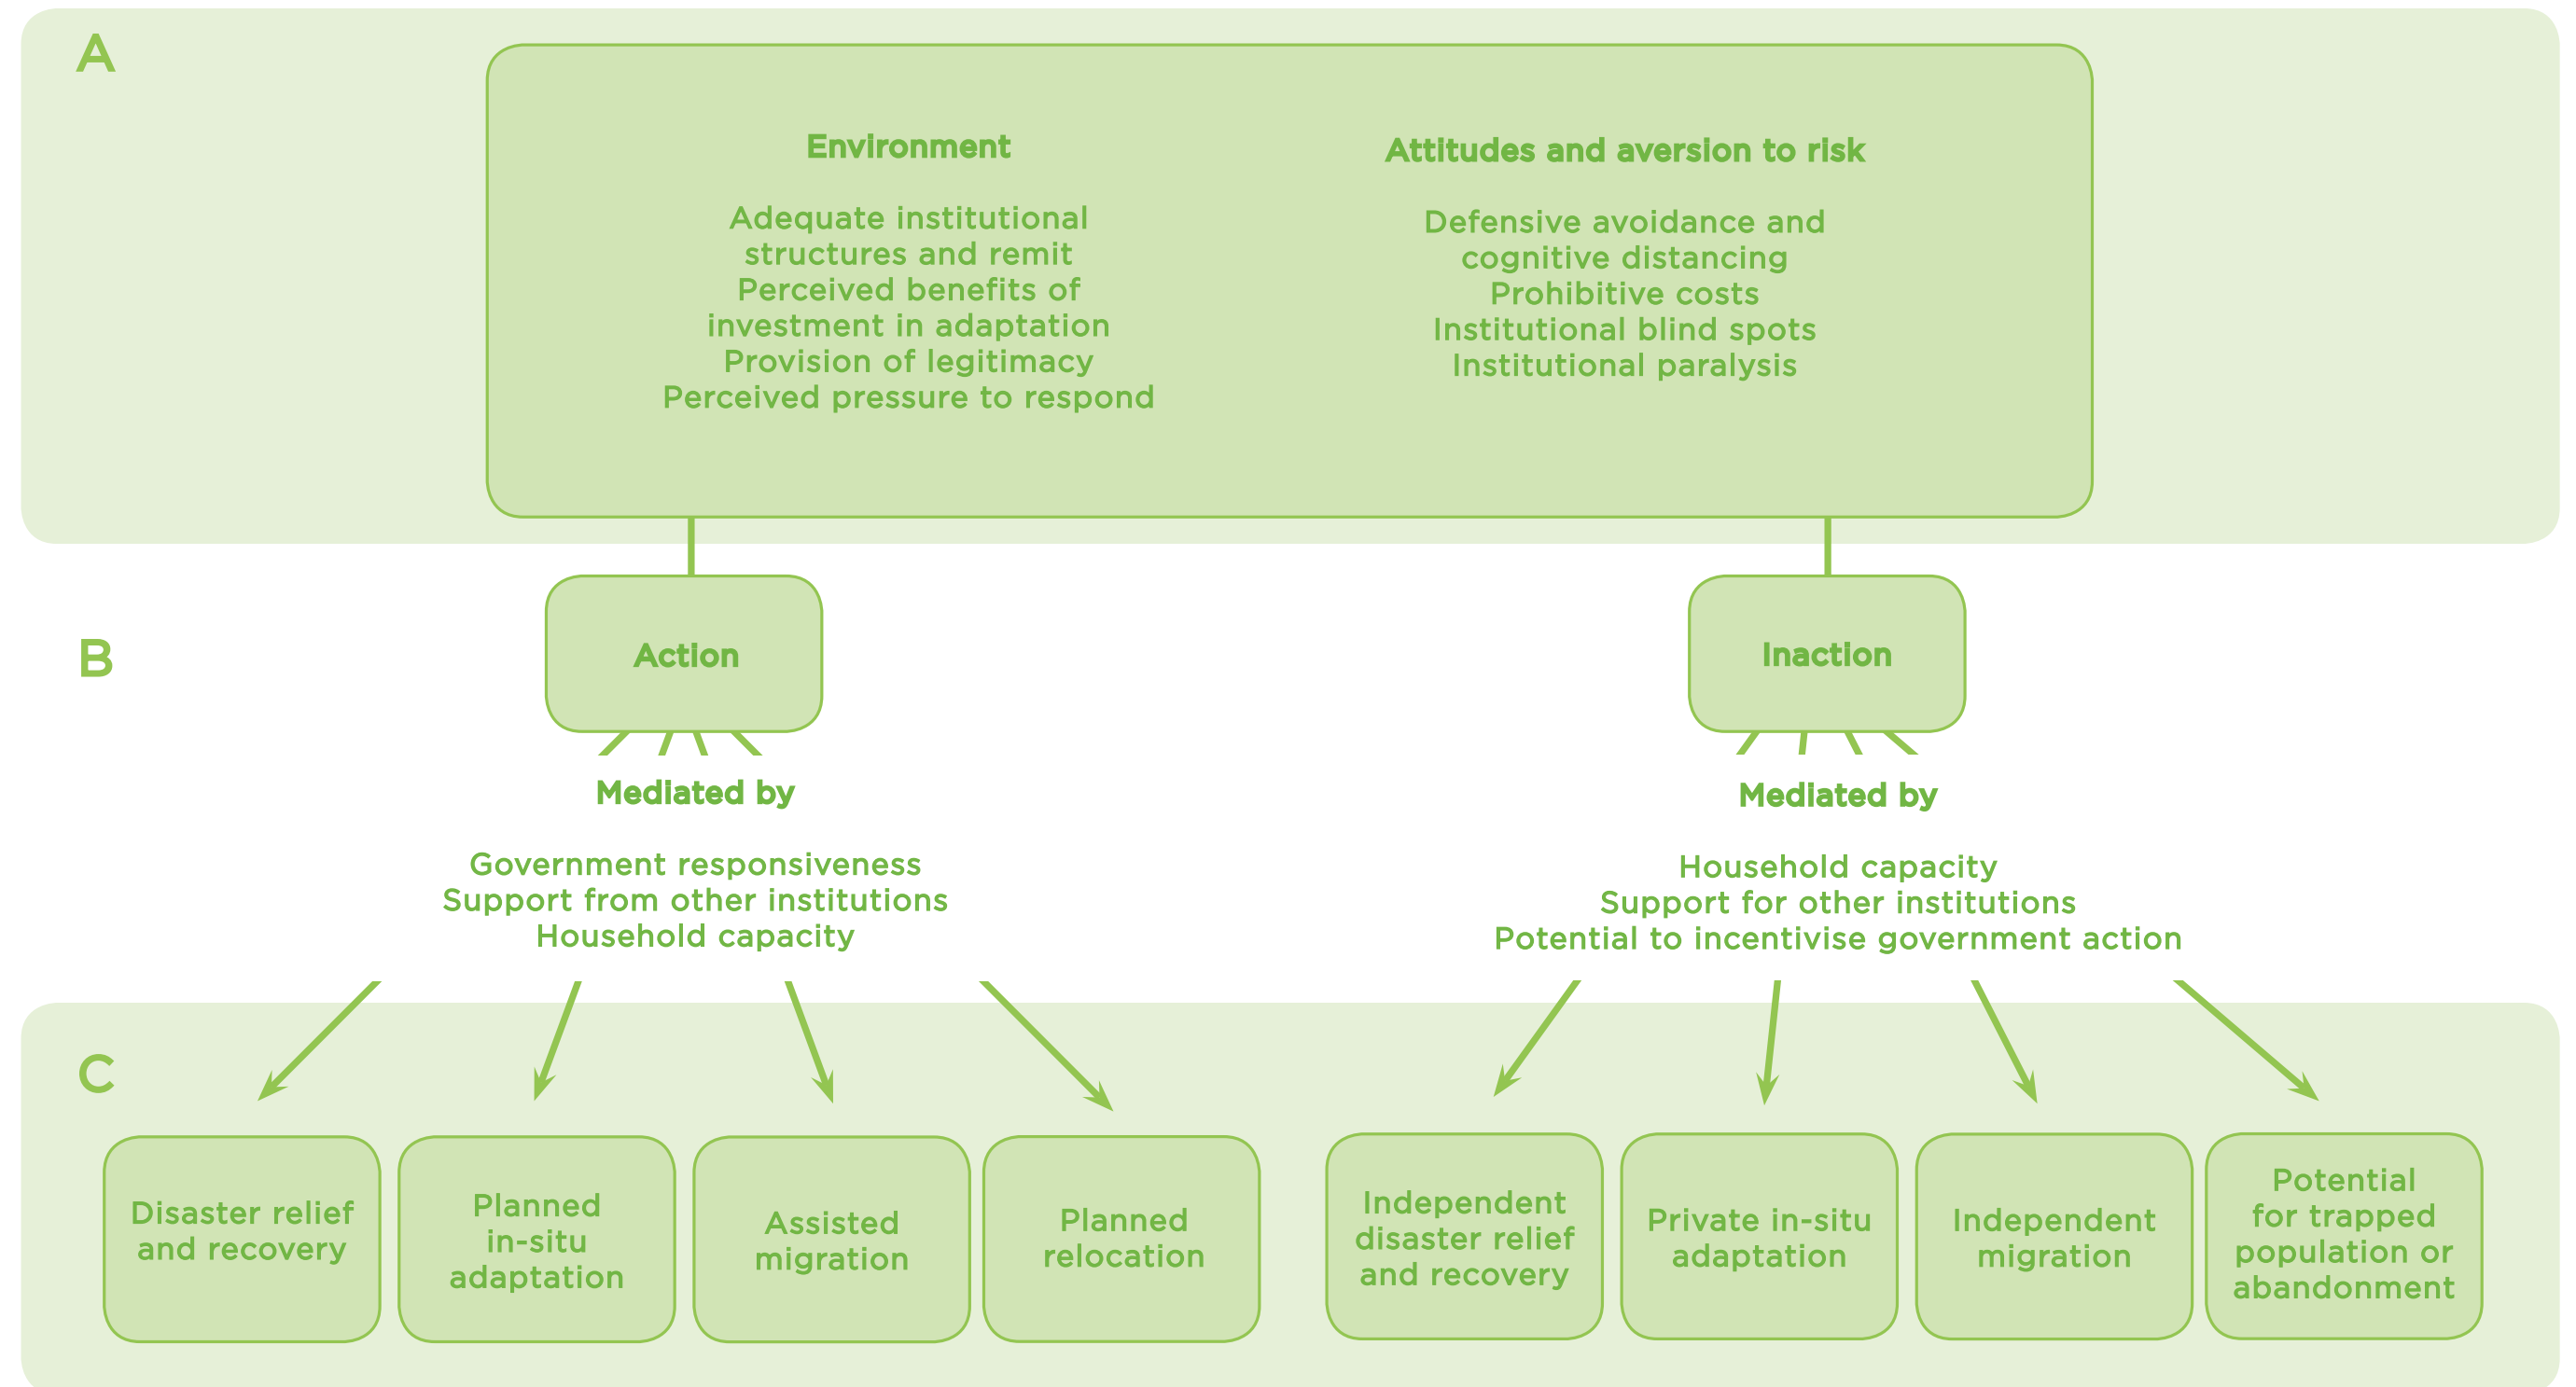 A
Environment
Adequate institutional
structures and remit
Perceived benefits of
investment in adaptation
Provision of legitimacy
Perceived pressure to respond
Attitudes and aversion to risk
Defensive avoidance and
cognitive distancing
Prohibitive costs
Institutional blind spots
Institutional paralysis
B
Action
Mediated by
Government responsiveness
Support from other institutions
Household capacity
Inaction
Mediated by
Household capacity
Support for other institutions
Potential to incentivise government action
C
Disaster relief
and recovery
Planned
in-situ
adaptation
Assisted
migration
Planned
relocation
Independent
disaster relief
and recovery
Private in-situ
adaptation
Independent
migration
Potential
for trapped
population or
abandonment